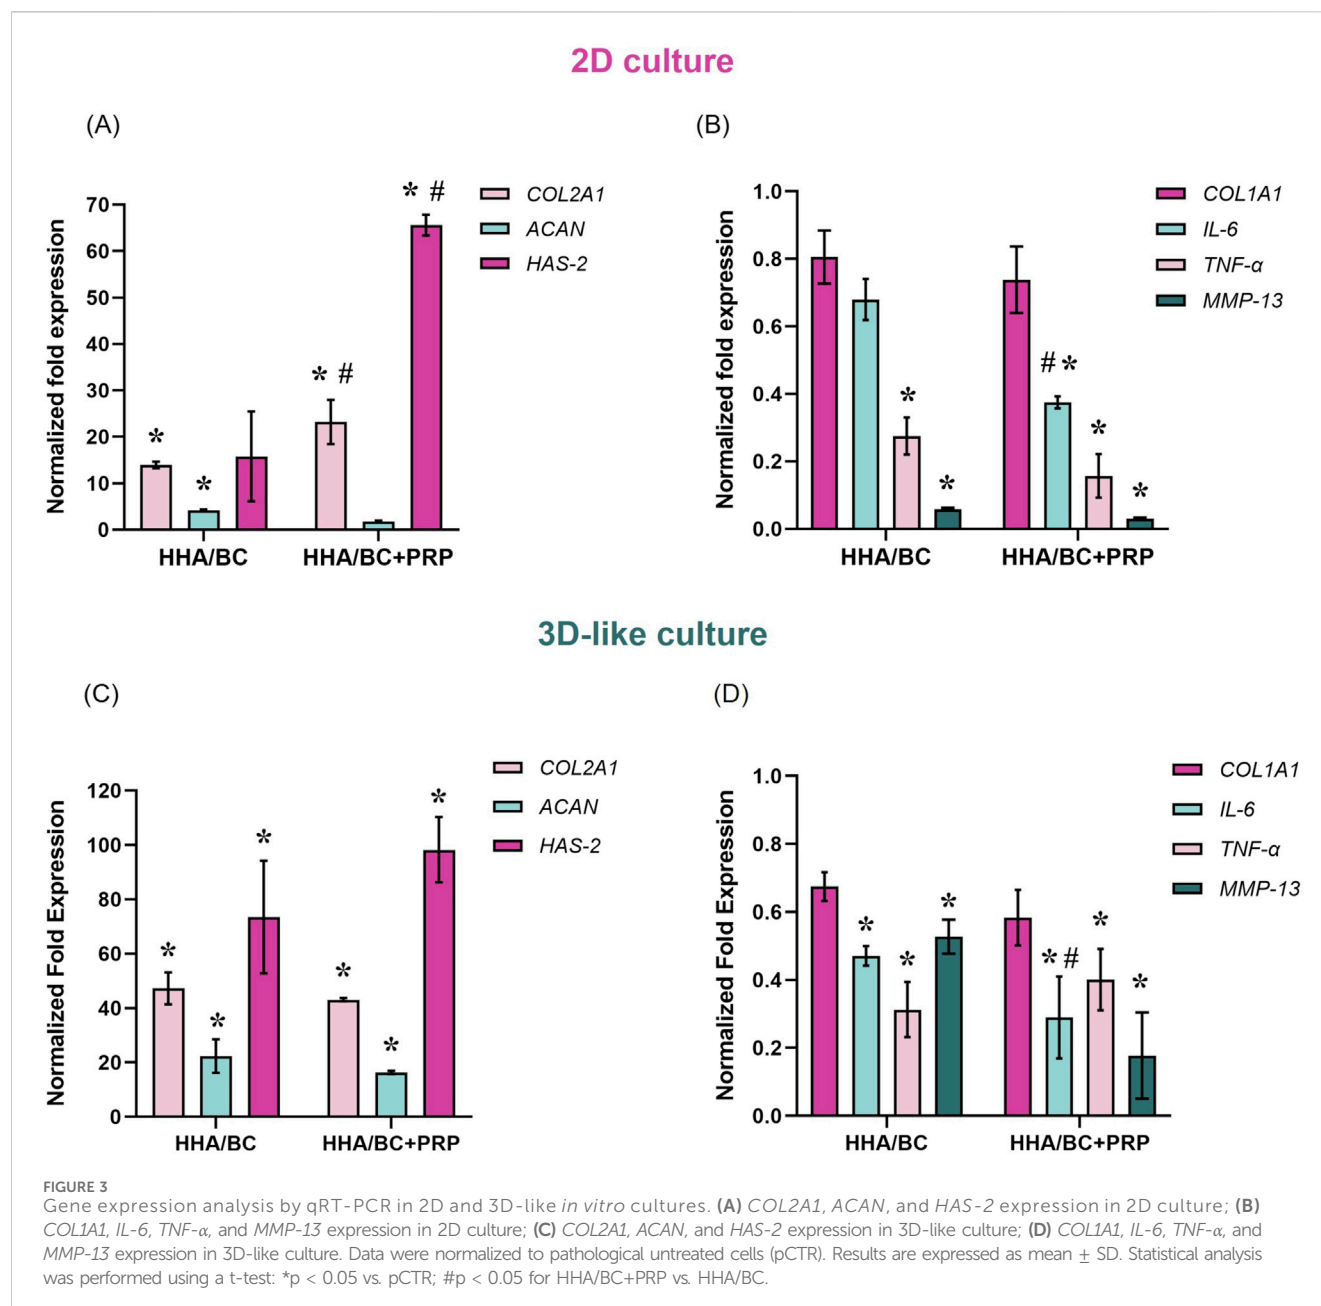 2D culture
(A)
COL2A1
ACAN
HAS-2
Normalized fold expression
70
60
50
40
30
20
10
0
* # 
* #
*
*
HHA/BC
HHA/BC+PRP
(B)
COL1A1
IL-6
TNF-α
MMP-13
Normalized fold expression
1.0
0.8
0.6
0.4
0.2
0.0
*
*
# *
*
*
HHA/BC
HHA/BC+PRP
3D-like culture
(C)
COL2A1
ACAN
HAS-2
Normalized Fold Expression
120
100
80
60
40
20
0
*
*
*
*
*
*
HHA/BC
HHA/BC+PRP
(D)
COL1A1
IL-6
TNF-α
MMP-13
Normalized Fold Expression
1.0
0.8
0.6
0.4
0.2
0.0
*
*
*
* #
*
*
HHA/BC
HHA/BC+PRP
FIGURE 3
Gene expression analysis by qRT-PCR in 2D and 3D-like in vitro cultures. (A) COL2A1, ACAN, and HAS-2 expression in 2D culture; (B)
COL1A1, IL-6, TNF-α, and MMP-13 expression in 2D culture; (C) COL2A1, ACAN, and HAS-2 expression in 3D-like culture; (D) COL1A1, IL-6, TNF-α, and
MMP-13 expression in 3D-like culture. Data were normalized to pathological untreated cells (pCTR). Results are expressed as mean ± SD. Statistical analysis
was performed using a t-test: *p < 0.05 vs. pCTR; #p < 0.05 for HHA/BC+PRP vs. HHA/BC.